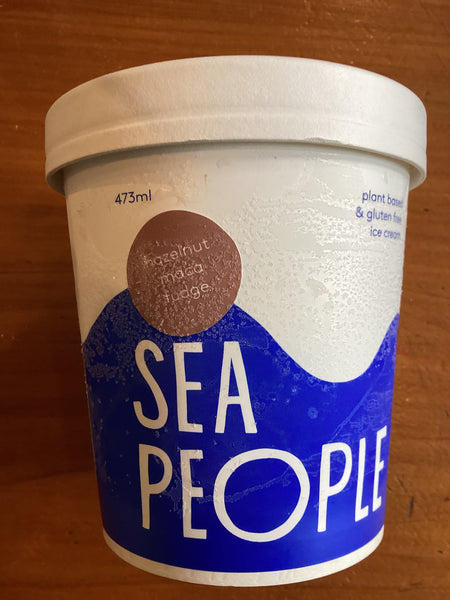 473ml
plant based
& gluten free
ice cream
hazelnut
maca
fudge
SEA
PEOPLE